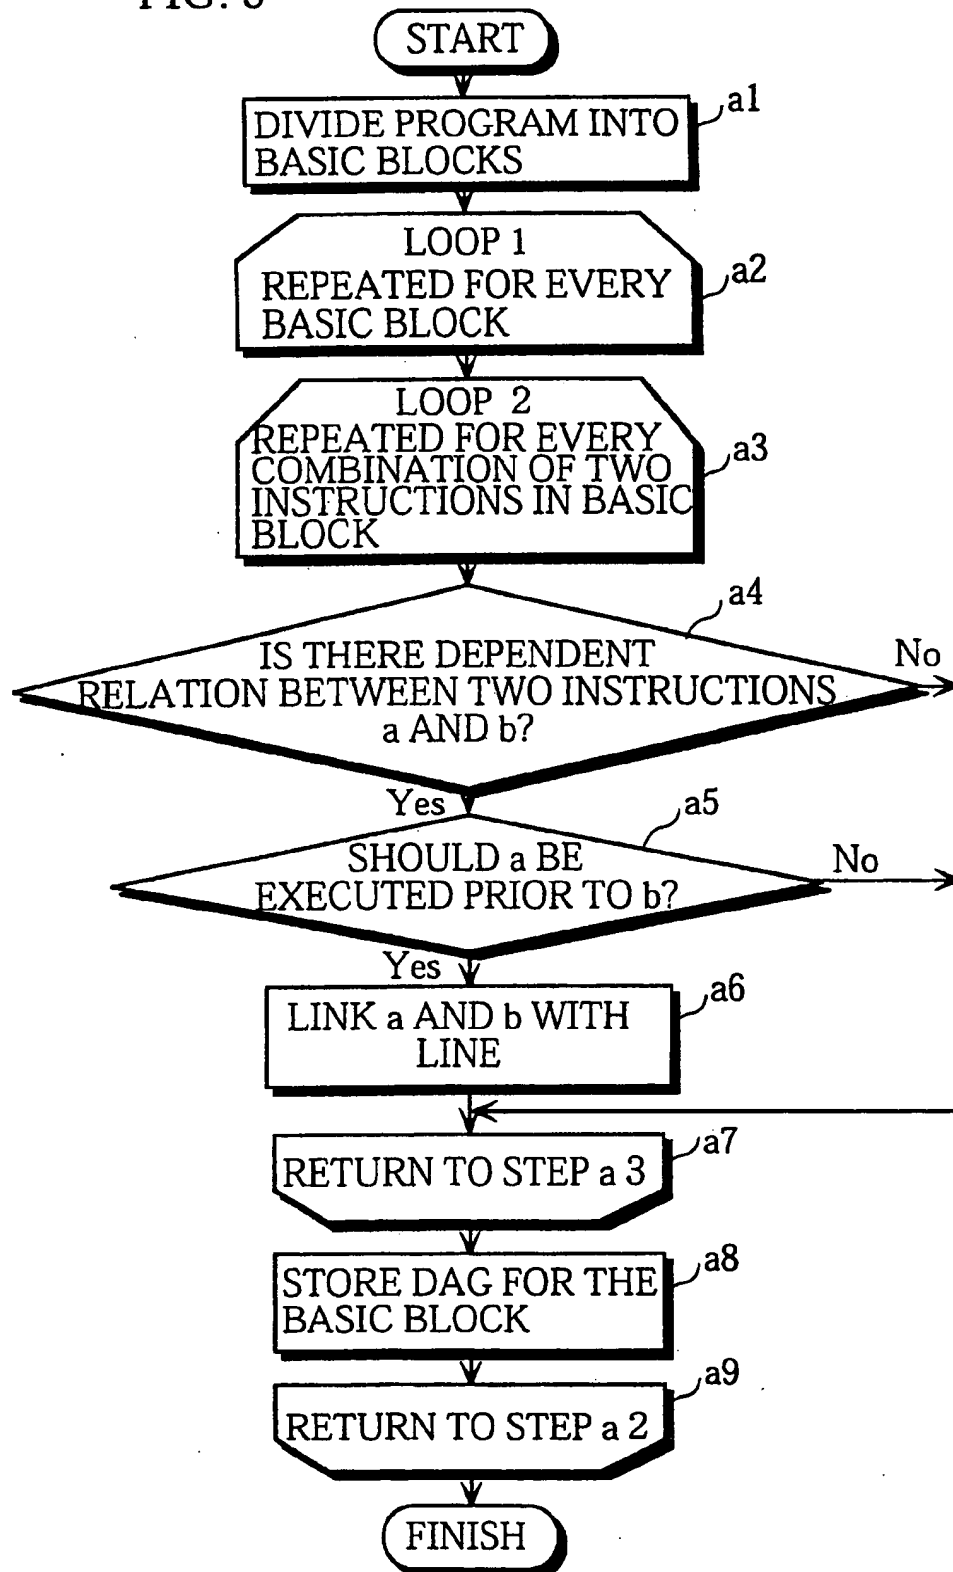 START
a1
DIVIDE PROGRAM INTO
BASIC BLOCKS
LOOP 1
a2
REPEATED FOR EVERY
BASIC BLOCK
LOOP 2
a3
REPEATED FOR EVERY
COMBINATION OF TWO
INSTRUCTIONS IN BASIC
BLOCK
a4
IS THERE DEPENDENT
No
RELATION BETWEEN TWO INSTRUCTIONS
a AND b?
Yes
a5
SHOULD a BE
No
EXECUTED PRIOR TO b?
Yes
a6
LINK a AND b WITH
LINE
a7
RETURN TO STEP a 3
a8
STORE DAG FOR THE
BASIC BLOCK
a9
RETURN TO STEP a 2
FINISH